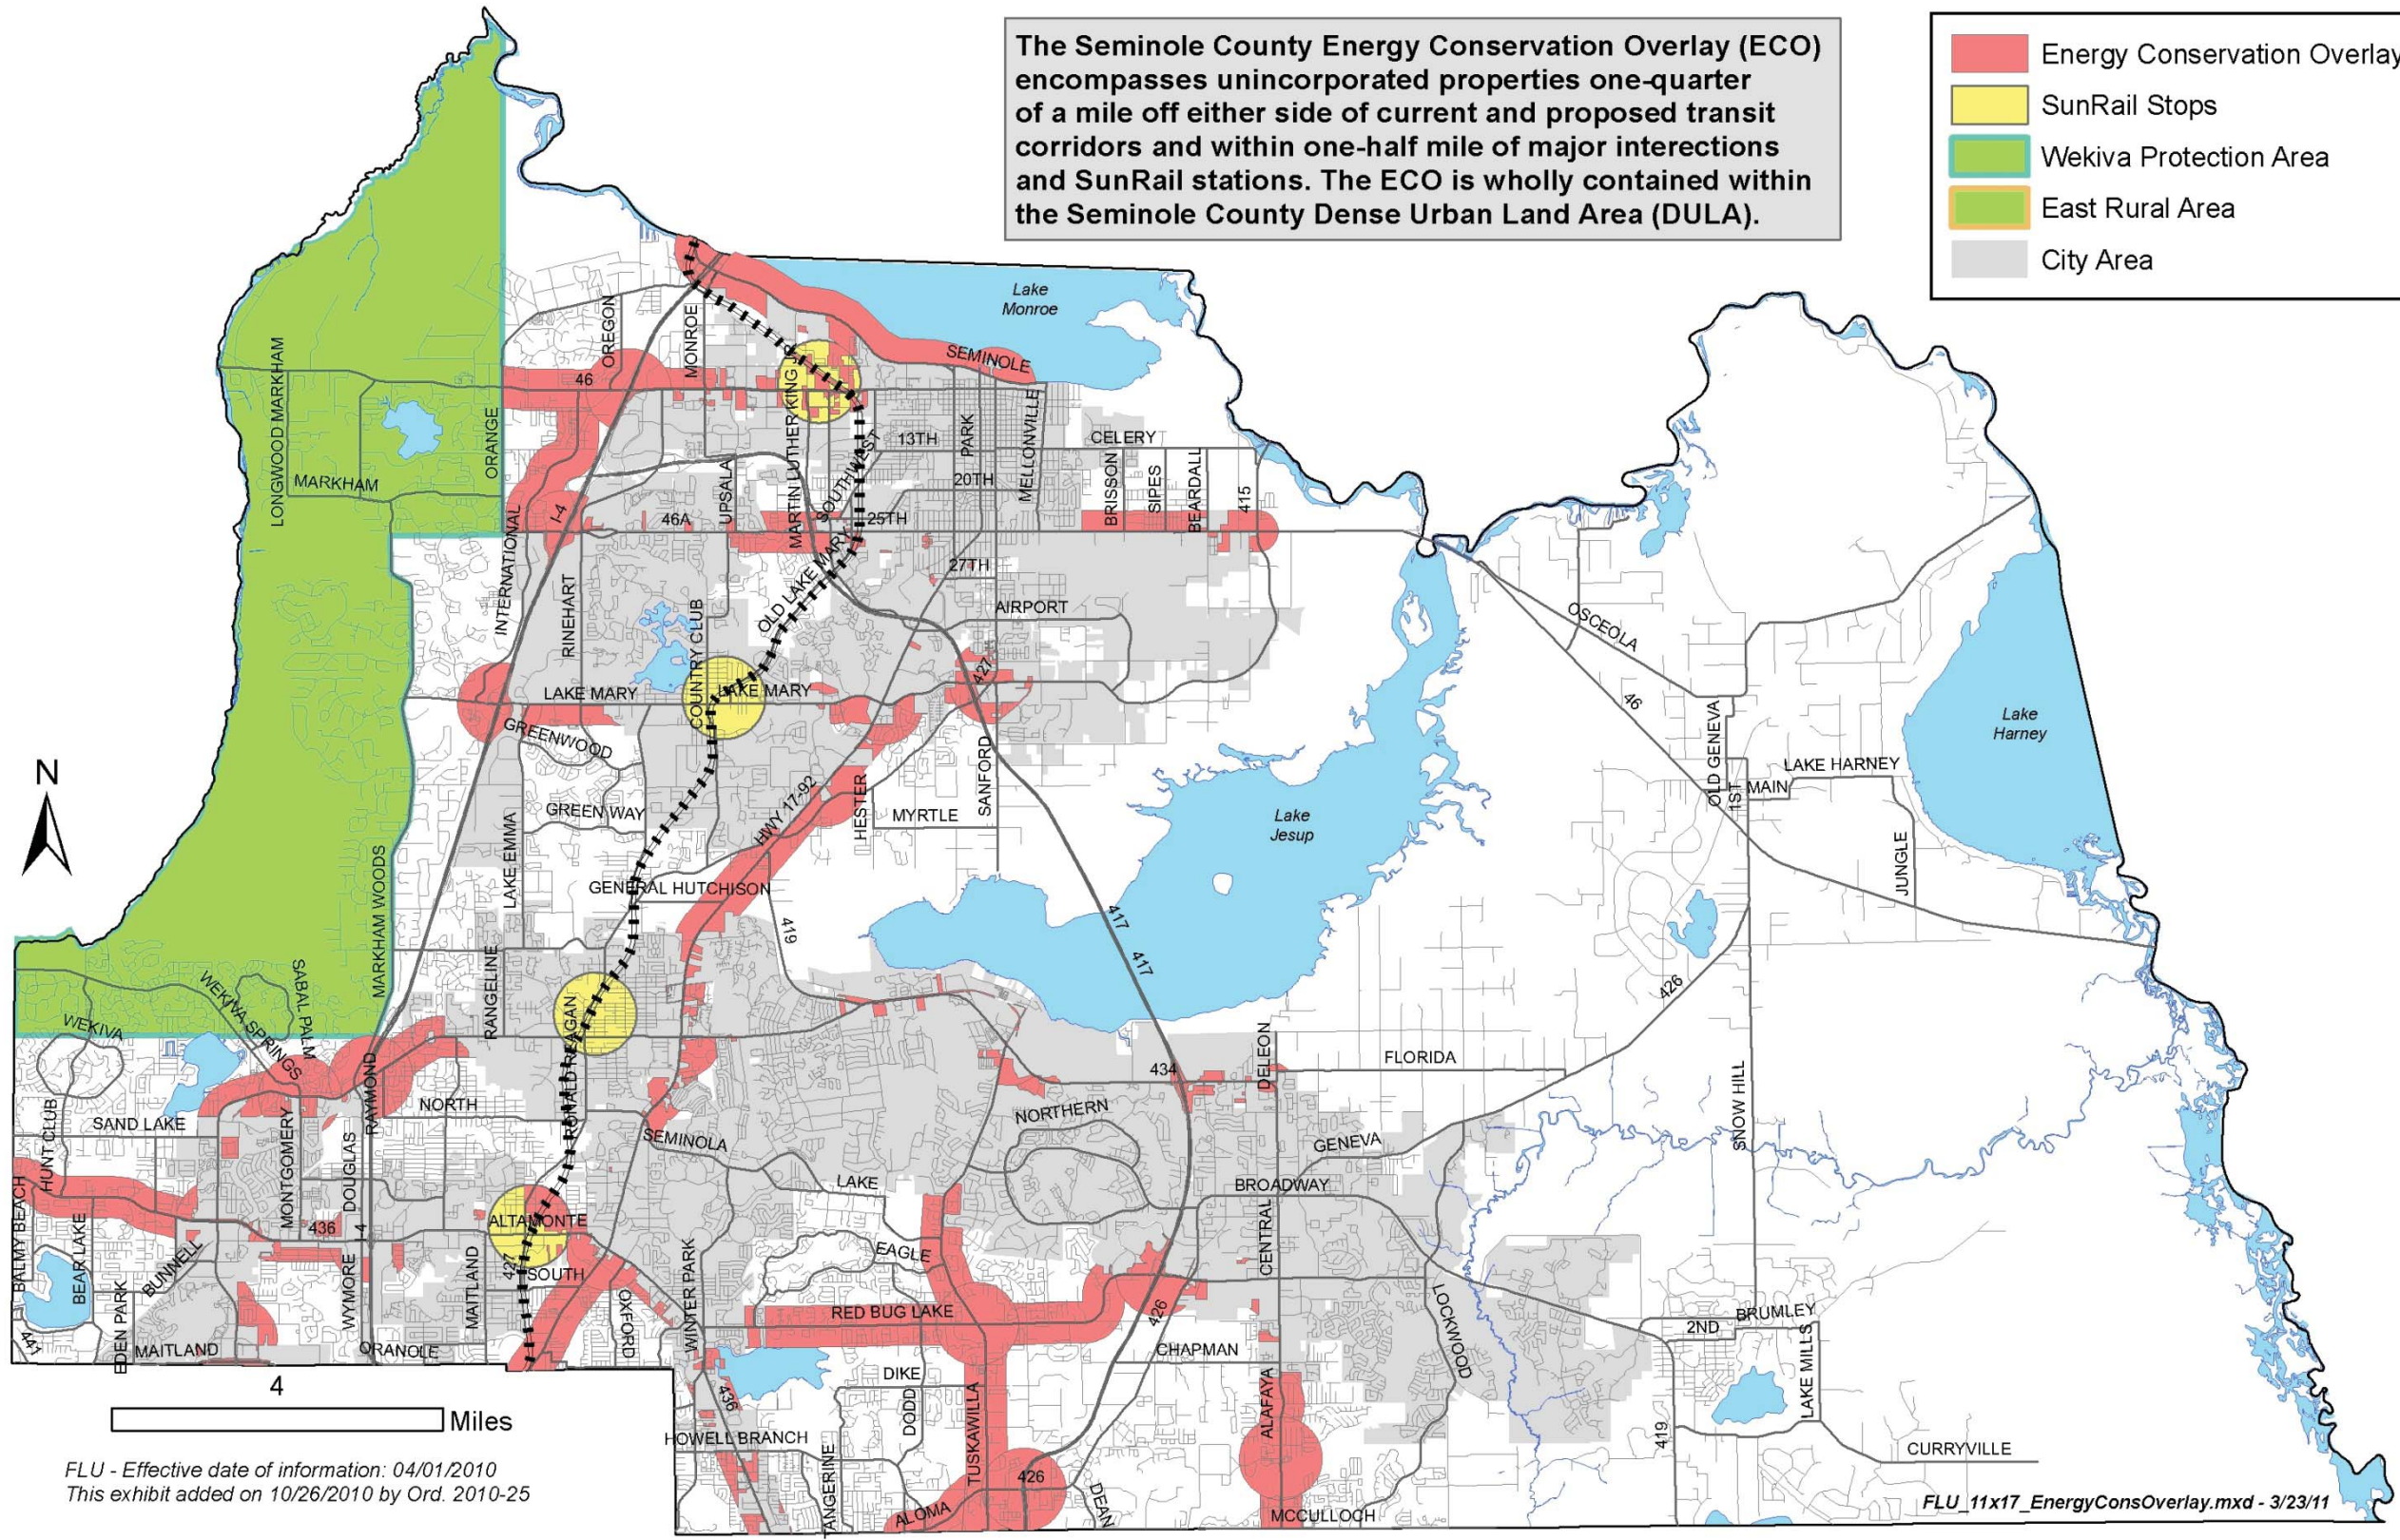 The Seminole County Energy Conservation Overlay (ECO)
encompasses unincorporated properties one-quarter
of a mile off either side of current and proposed transit
corridors and within one-half mile of major interections
and SunRail stations. The ECO is wholly contained within
the Seminole County Dense Urban Land Area (DULA).
Energy Conservation Overlay
SunRail Stops
Wekiva Protection Area
East Rural Area
City Area
Lake
Monroe
SEMINOLE
OREGON
MONROE
46
LONGWOOD MARKHAM
ORANGE
MARKHAM
MARTIN LUTHER KING
SOUTHWEST
13TH
PARK
20TH
MELLONVILLE
CELERY
BRISSON
SIPES
BEARDALL
415
INTERNATIONAL
I-4
46A
UPSALA
25TH
27TH
OLD LAKE MARY
AIRPORT
RINEHART
COUNTRY CLUB
LAKE MARY
LAKE MARY
427
OSCEOLA
46
OLD GENEVA
1ST
MAIN
LAKE HARNEY
Lake
Harney
JUNGLE
GREENWOOD
GREEN WAY
HWY 17-92
HESTER
MYRTLE
SANFORD
Lake
Jesup
N
LAKE EMMA
MARKHAM WOODS
GENERAL HUTCHISON
419
417
417
426
RANGELINE
RONALD REAGAN
WEKIVA
WEKIVA SPRINGS
SABAL PALM
RAYMOND
NORTH
SAND LAKE
HUNT CLUB
MONTGOMERY
DOUGLAS
SEMINOLA
NORTHERN
434
DELEON
FLORIDA
SNOW HILL
GENEVA
BROADWAY
LAKE
EAGLE
BALMY BEACH
BEAR LAKE
BUNNELL
436
I-4
ALTAMONTE
427
SOUTH
MAITLAND
WYMORE
EDEN PARK
441
MAITLAND
ORANOLE
OXFORD
WINTER PARK
RED BUG LAKE
426
CENTRAL
LOCKWOOD
CHAPMAN
BRUMLEY
2ND
LAKE MILLS
DIKE
DODD
TUSKAWILLA
ALAFAYA
436
HOWELL BRANCH
TANGERINE
ALOMA
426
DEAN
MCCULLOCH
419
CURRYVILLE
4
Miles
FLU - Effective date of information: 04/01/2010
This exhibit added on 10/26/2010 by Ord. 2010-25
FLU_11x17_EnergyConsOverlay.mxd - 3/23/11